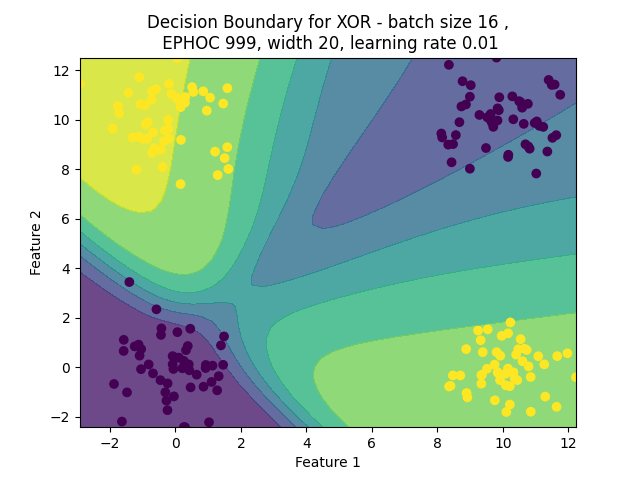 Decision Boundary for XOR - batch size 16 ,
EPHOC 999, width 20, learning rate 0.01
12
10
8
6
4
2
0
−2
Feature 2
−2 0 2 4 6 8 10 12
Feature 1